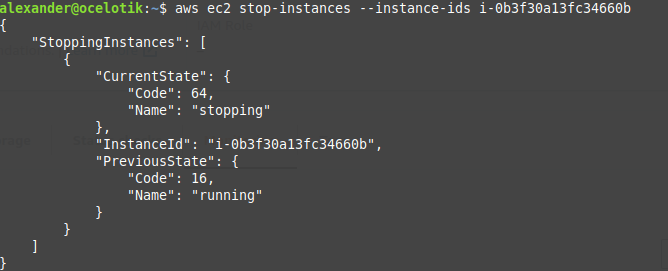 alexander@ocelotik:~$ aws ec2 stop-instances --instance-ids i-0b3f30a13fc34660b
{
    "StoppingInstances": [
        {
            "CurrentState": {
                "Code": 64,
                "Name": "stopping"
            },
            "InstanceId": "i-0b3f30a13fc34660b",
            "PreviousState": {
                "Code": 16,
                "Name": "running"
            }
        }
    ]
}